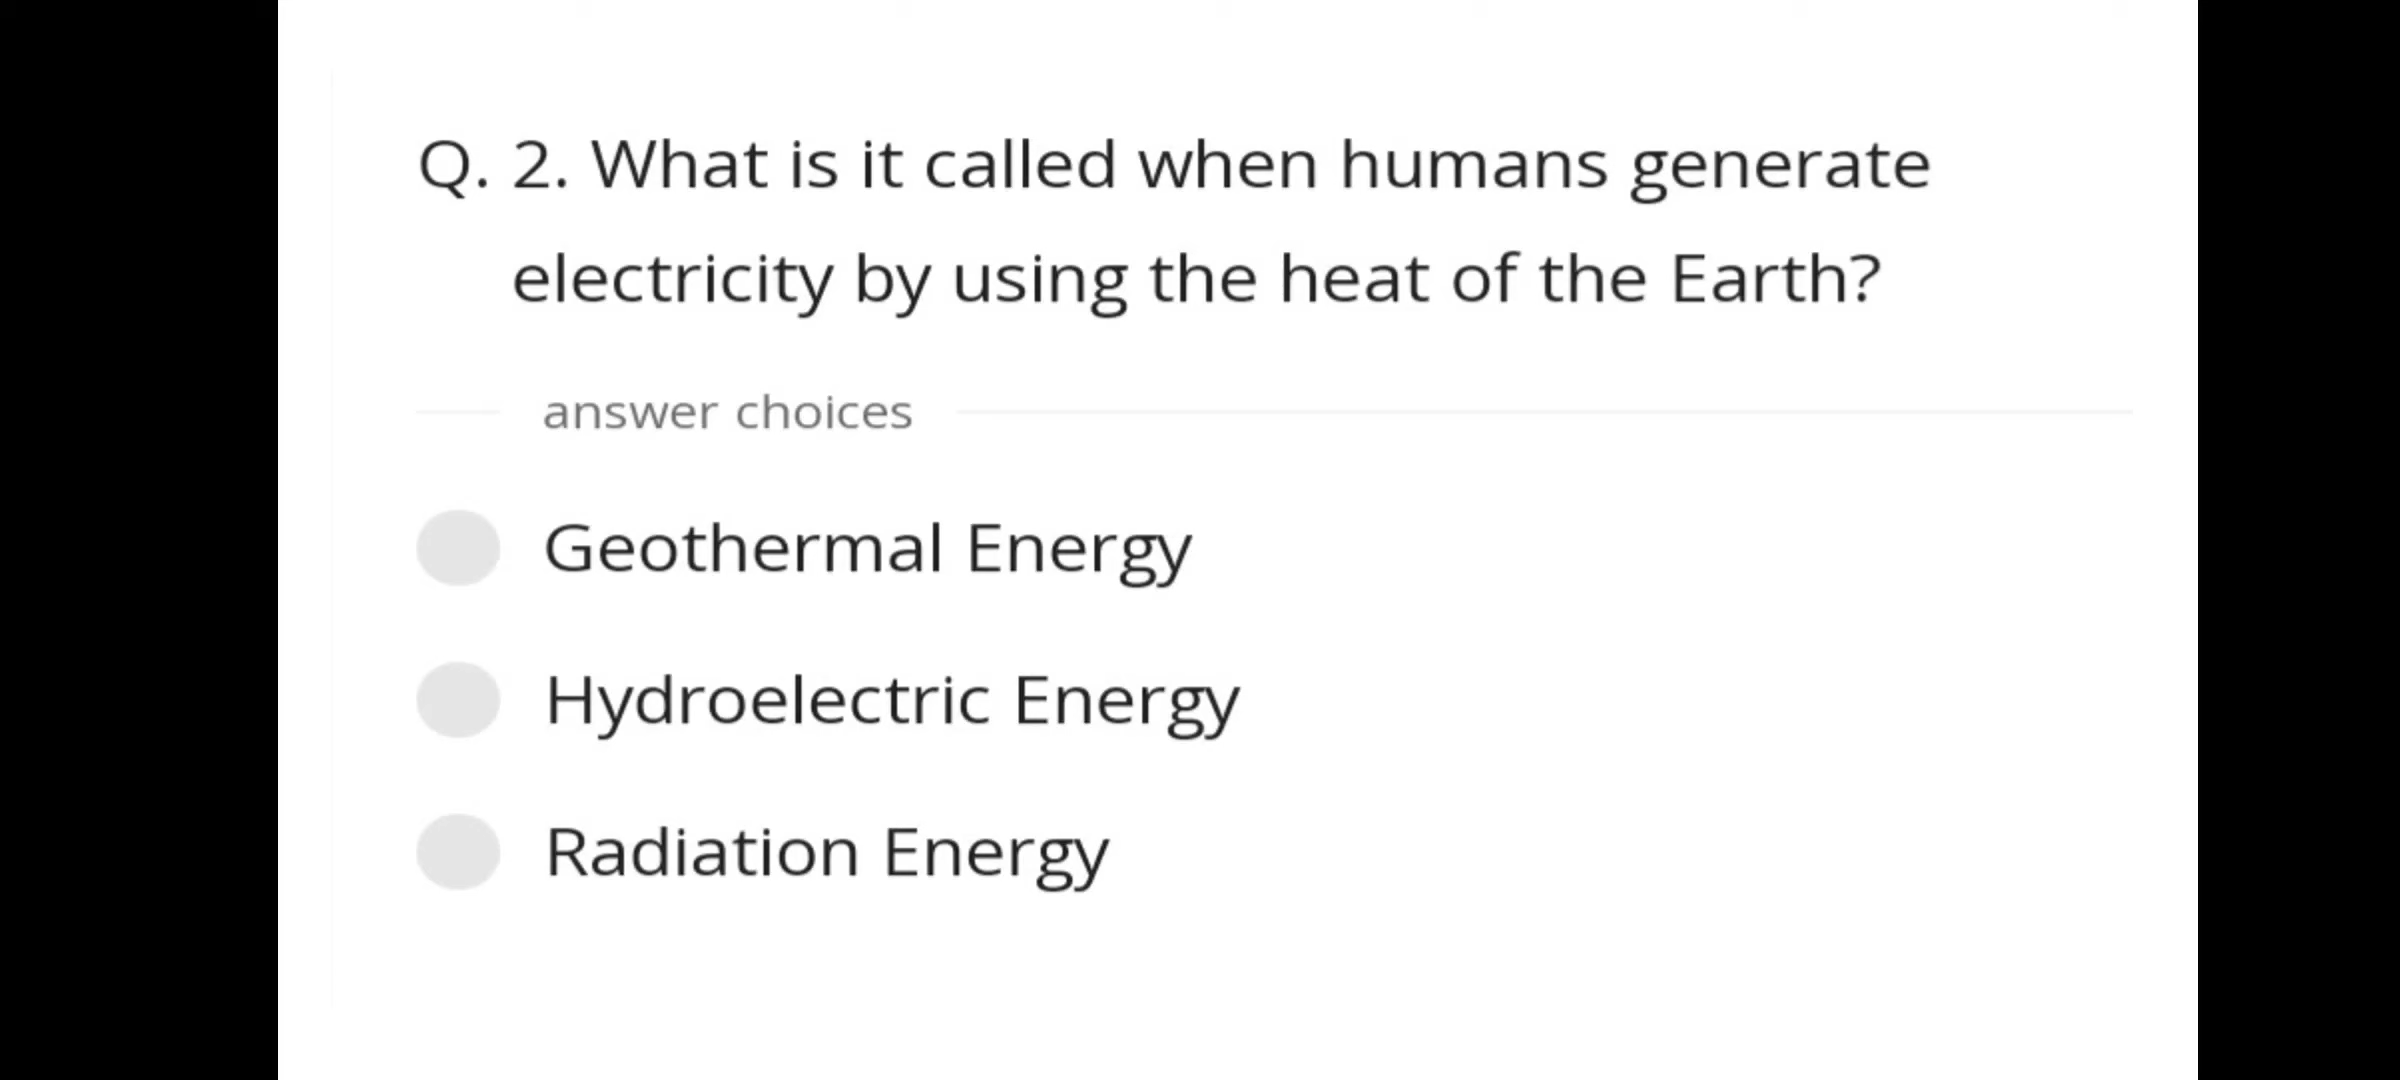 Q. 2. What is it called when humans generate
electricity by using the heat of the Earth?
answer choices
Geothermal Energy
Hydroelectric Energy
Radiation Energy